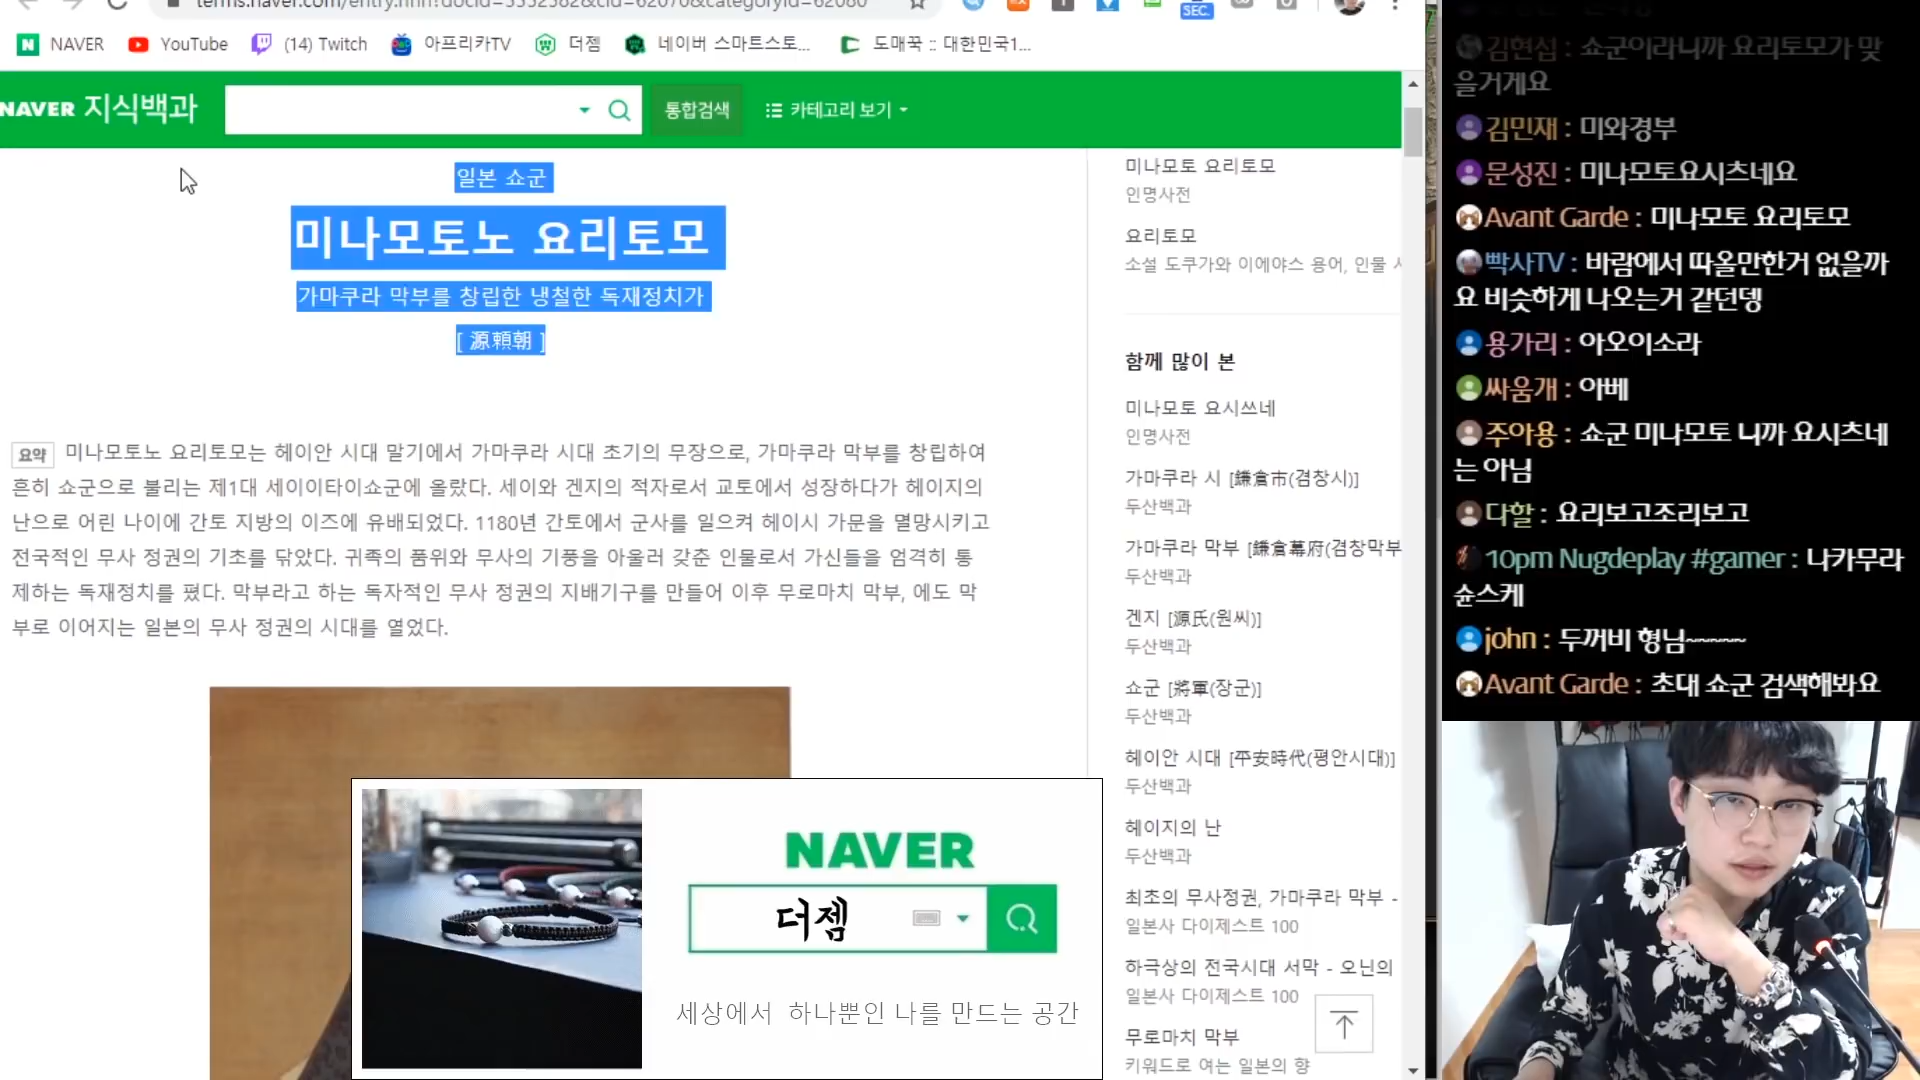 NAVER
YouTube
(14) Twitch
아프리카TV
더젬
네이버 스마트스토...
도매꾹 :: 대한민국1...
SEC.
NAVER 지식백과
통합검색
카테고리 보기
일본 쇼군
미나모토노 요리토모
가마쿠라 막부를 창립한 냉철한 독재정치가
[ 源頼朝 ]
요약 미나모토노 요리토모는 헤이안 시대 말기에서 가마쿠라 시대 초기의 무장으로, 가마쿠라 막부를 창립하여
흔히 쇼군으로 불리는 제1대 세이이타이쇼군에 올랐다. 세이와 겐지의 적자로서 교토에서 성장하다가 헤이지의
난으로 어린 나이에 간토 지방의 이즈에 유배되었다. 1180년 간토에서 군사를 일으켜 헤이시 가문을 멸망시키고
전국적인 무사 정권의 기초를 닦았다. 귀족의 품위와 무사의 기풍을 아울러 갖춘 인물로서 가신들을 엄격히 통
제하는 독재정치를 폈다. 막부라고 하는 독자적인 무사 정권의 지배기구를 만들어 이후 무로마치 막부, 에도 막
부로 이어지는 일본의 무사 정권의 시대를 열었다.
미나모토 요리토모
인명사전
요리토모
소설 도쿠가와 이에야스 용어, 인물
함께 많이 본
미나모토 요시쓰네
인명사전
가마쿠라 시 [鎌倉市(겸창시)]
두산백과
가마쿠라 막부 [鎌倉幕府(겸창막부
두산백과
겐지 [源氏(원씨)]
두산백과
쇼군 [將軍(장군)]
두산백과
헤이안 시대 [平安時代(평안시대)]
두산백과
헤이지의 난
두산백과
최초의 무사정권, 가마쿠라 막부 -
일본사 다이제스트 100
하극상의 전국시대 서막 - 오닌의
일본사 다이제스트 100
무로마치 막부
키워드로 여는 일본의 향
NAVER
더젬
세상에서 하나뿐인 나를 만드는 공간
김현섭 : 쇼군이라니까 요리토모가 맞
을거게요
김민재 : 미와경부
문성진 : 미나모토요시츠네요
Avant Garde : 미나모토 요리토모
빡사TV : 바람에서 따올만한거 없을까
요 비슷하게 나오는거 같던뎅
용가리 : 아오이소라
싸움개 : 아베
주아용 : 쇼군 미나모토 니까 요시츠네
는 아님
다할 : 요리보고조리보고
10pm Nugdeplay #gamer : 나카무라
슌스케
john : 두꺼비 형님~~~~~
Avant Garde : 초대 쇼군 검색해봐요